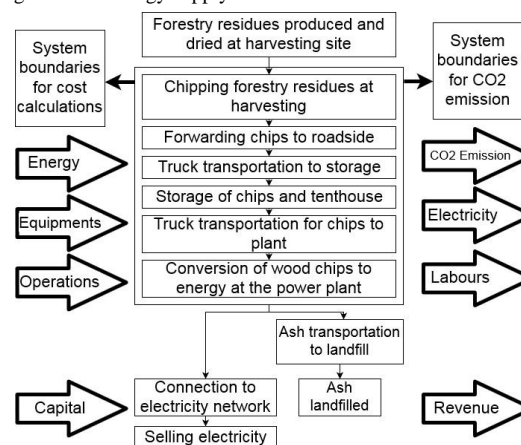 Forestry residues produced and
dried at harvesting site
System
boundaries
for cost
calculations
System
boundaries
for CO2
emission
Chipping forestry residues at
harvesting
Forwarding chips to roadside
Energy
Truck transportation to storage
CO2 Emission
Storage of chips and tenthouse
Equipments
Truck transportation for chips to
plant
Electricity
Operations
Conversion of wood chips to
energy at the power plant
Labours
Ash transportation
to landfill
Capital
Connection to
electricity network
Ash
landfilled
Revenue
Selling electricity